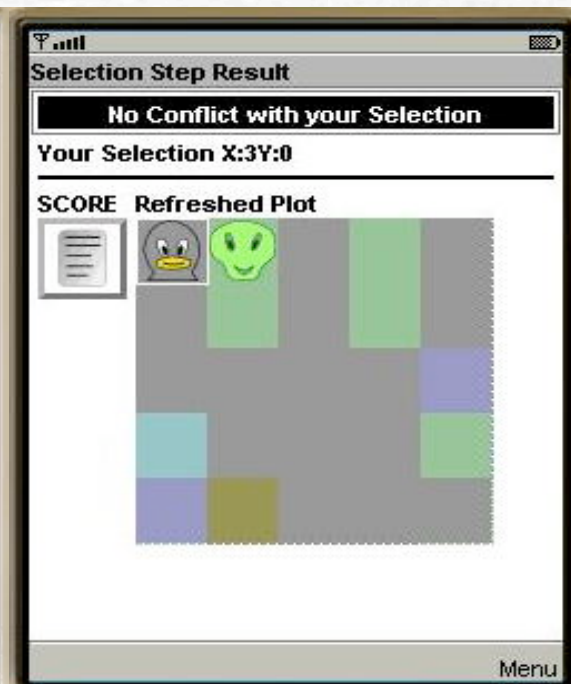 Selection Step Result
No Conflict with your Selection
Your Selection X:3Y:0
SCORE Refreshed Plot
Menu